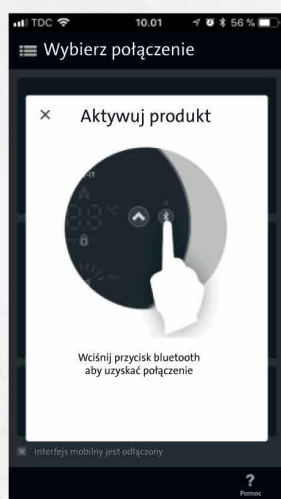 TDC 10.01 56 %
Wybierz połączenie
× Aktywuj produkt
Wciśnij przycisk bluetooth
aby uzyskać połączenie
Interfejs mobilny jest odłączony
?
Pomoc